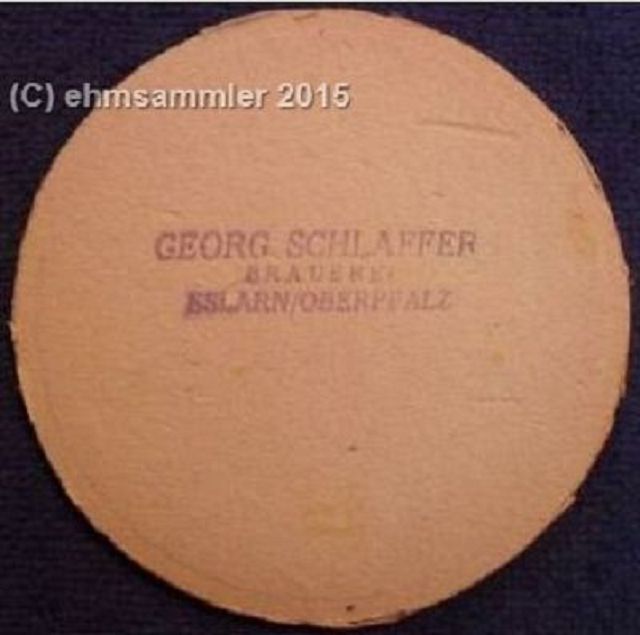 (C) ehmsammler 2015
GEORG SCHLAFFER
BRAUEREI
ESLARN/OBERPFALZ